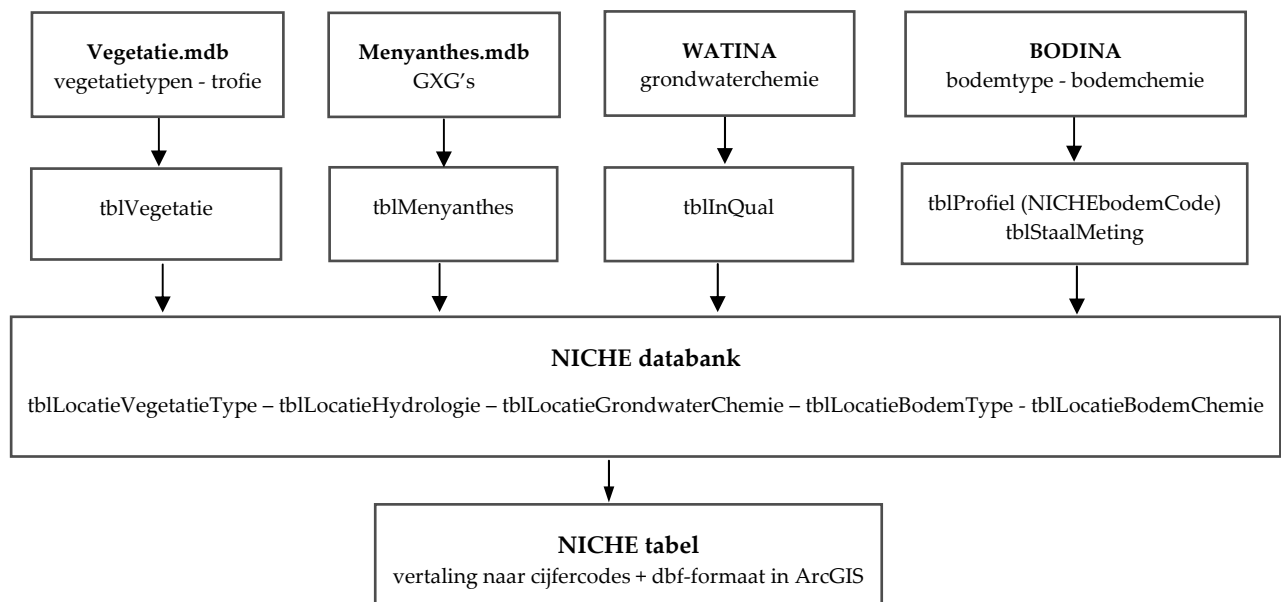 Vegetatie.mdb
vegetatietypen - trofie
Menyanthes.mdb
GXG’s
WATINA
grondwaterchemie
BODINA
bodemtype - bodemchemie
tblVegetatie
tblMenyanthes
tblInQual
tblProfiel (NICHEbodemCode)
tblStaalMeting
NICHE databank
tblLocatieVegetatieType – tblLocatieHydrologie – tblLocatieGrondwaterChemie – tblLocatieBodemType - tblLocatieBodemChemie
NICHE tabel
vertaling naar cijfercodes + dbf-formaat in ArcGIS